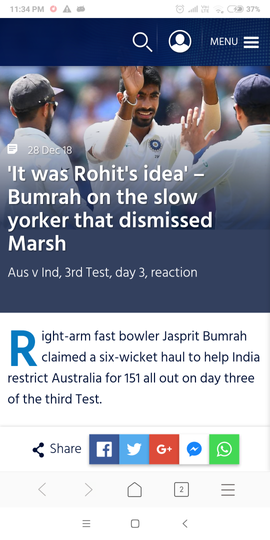 11:34 PM
37%
MENU
28 Dec 18
'It was Rohit's idea' –
Bumrah on the slow
yorker that dismissed
Marsh
Aus v Ind, 3rd Test, day 3, reaction
Right-arm fast bowler Jasprit Bumrah
claimed a six-wicket haul to help India
restrict Australia for 151 all out on day three
of the third Test.
Share
f
G+
2